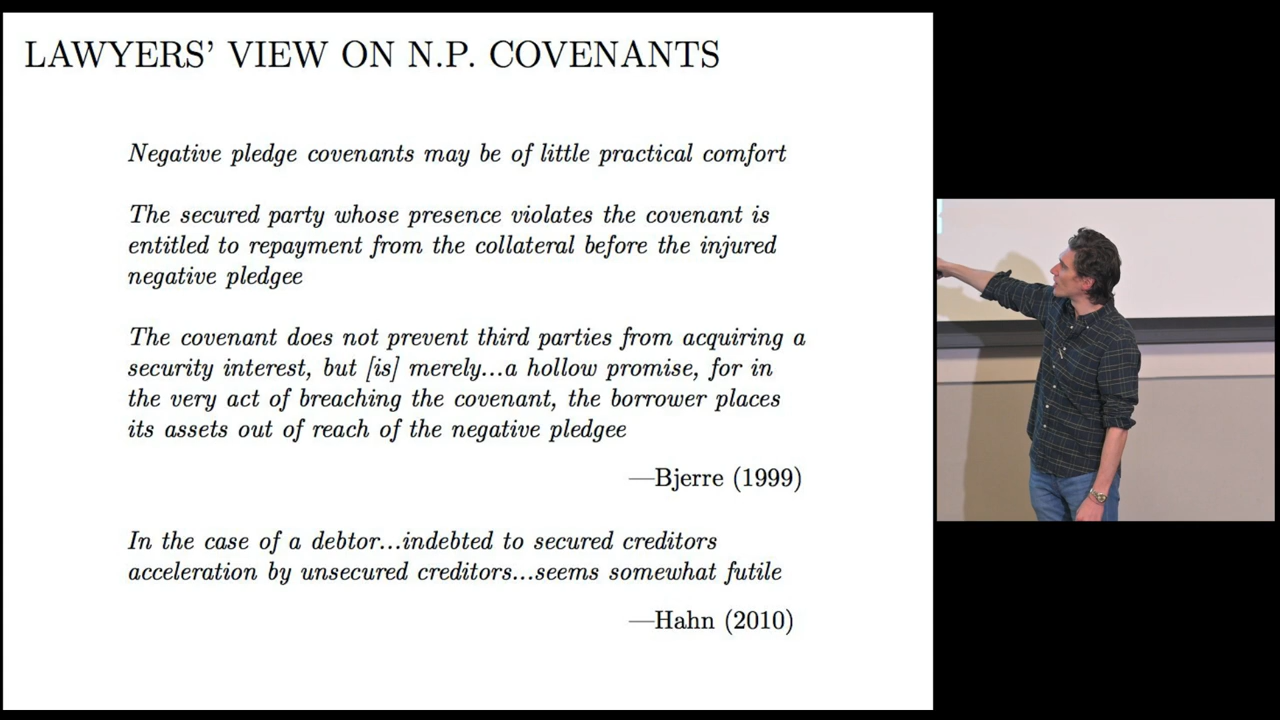 LAWYERS' VIEW ON N.P. COVENANTS
Negative pledge covenants may be of little practical comfort
The secured party whose presence violates the covenant is
entitled to repayment from the collateral before the injured
negative pledgee
The covenant does not prevent third parties from acquiring a
security interest, but [is] merely...a hollow promise, for in
the very act of breaching the covenant, the borrower places
its assets out of reach of the negative pledgee
—Bjerre (1999)
In the case of a debtor...indebted to secured creditors
acceleration by unsecured creditors...seems somewhat futile
—Hahn (2010)